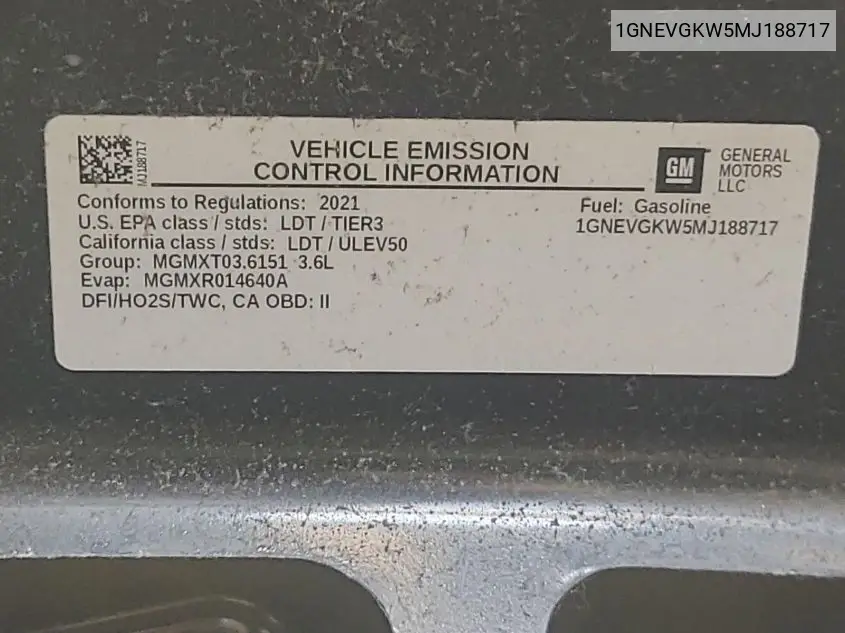 1GNEVGKW5MJ188717
MJ188717
VEHICLE EMISSION
CONTROL INFORMATION
GM
GENERAL
MOTORS
LLC
Conforms to Regulations: 2021
U.S. EPA class / stds: LDT / TIER3
California class / stds: LDT / ULEV50
Group: MGMXT03.6151 3.6L
Evap: MGMXR014640A
DFI/HO2S/TWC, CA OBD: II
Fuel: Gasoline
1GNEVGKW5MJ188717